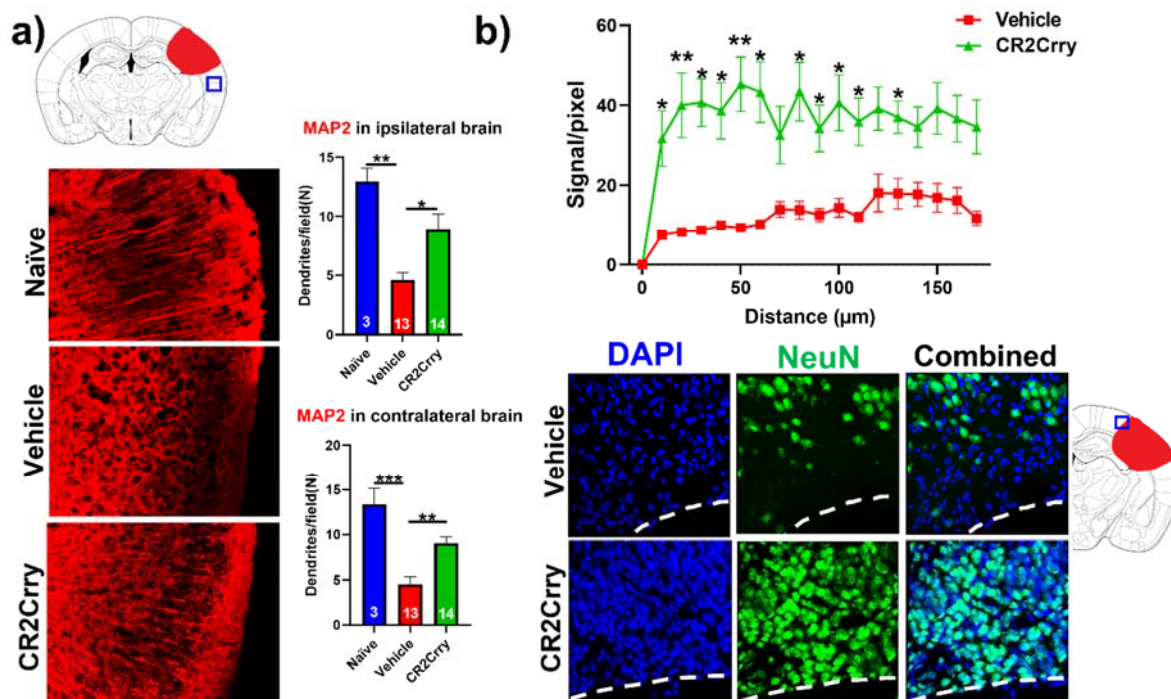 a)
MAP2 in ipsilateral brain
Dendrites/field(N)
15
10
5
0
**
*
3
13
14
Naïve
Vehicle
CR2Crry
MAP2 in contralateral brain
Dendrites/field(N)
20
15
10
5
0
***
**
3
13
14
Naïve
Vehicle
CR2Crry
Naïve
Vehicle
CR2Crry
b)
Vehicle
CR2Crry
Signal/pixel
60
40
20
0
* ** * * ** * * * * * *
0 50 100 150
Distance (µm)
DAPI NeuN Combined
Vehicle
CR2Crry